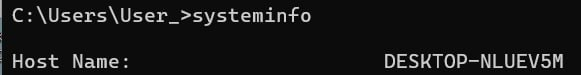 C:\Users\User_>systeminfo
Host Name: DESKTOP-NLUEV5M